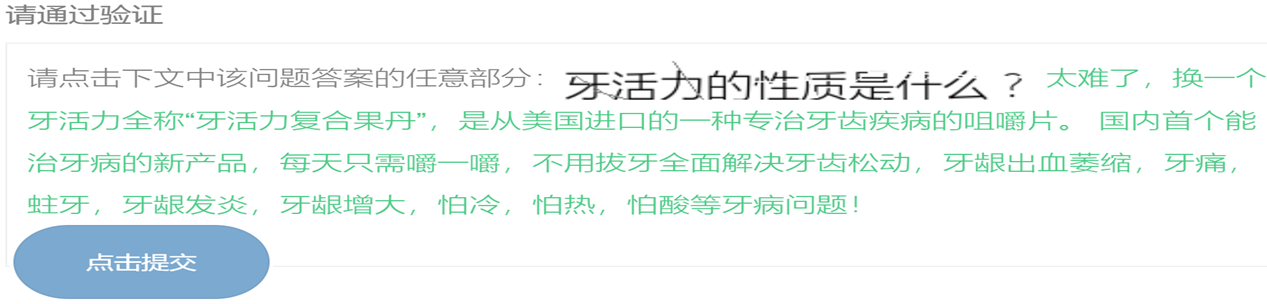 请通过验证
请点击下文中该问题答案的任意部分： 牙活力的性质是什么？ 太难了，换一个
牙活力全称“牙活力复合果丹”，是从美国进口的一种专治牙齿疾病的咀嚼片。 国内首个能
治牙病的新产品，每天只需嚼一嚼，不用拔牙全面解决牙齿松动，牙龈出血萎缩，牙痛，
蛀牙，牙龈发炎，牙龈增大，怕冷，怕热，怕酸等牙病问题！
点击提交